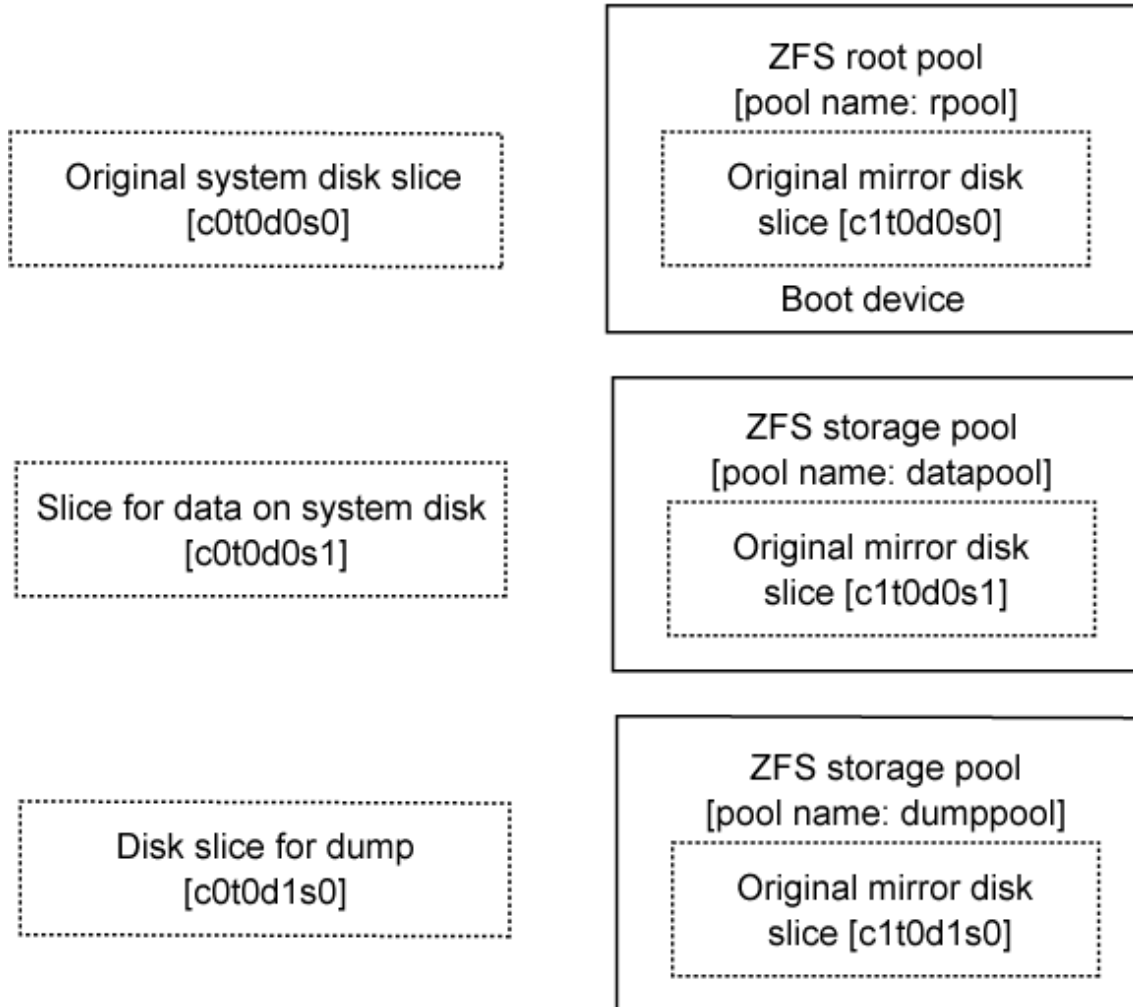 ZFS root pool
[pool name: rpool]
Original system disk slice
[c0t0d0s0]
Original mirror disk
slice [c1t0d0s0]
Boot device
ZFS storage pool
[pool name: datapool]
Slice for data on system disk
[c0t0d0s1]
Original mirror disk
slice [c1t0d0s1]
ZFS storage pool
[pool name: dumppool]
Disk slice for dump
[c0t0d1s0]
Original mirror disk
slice [c1t0d1s0]